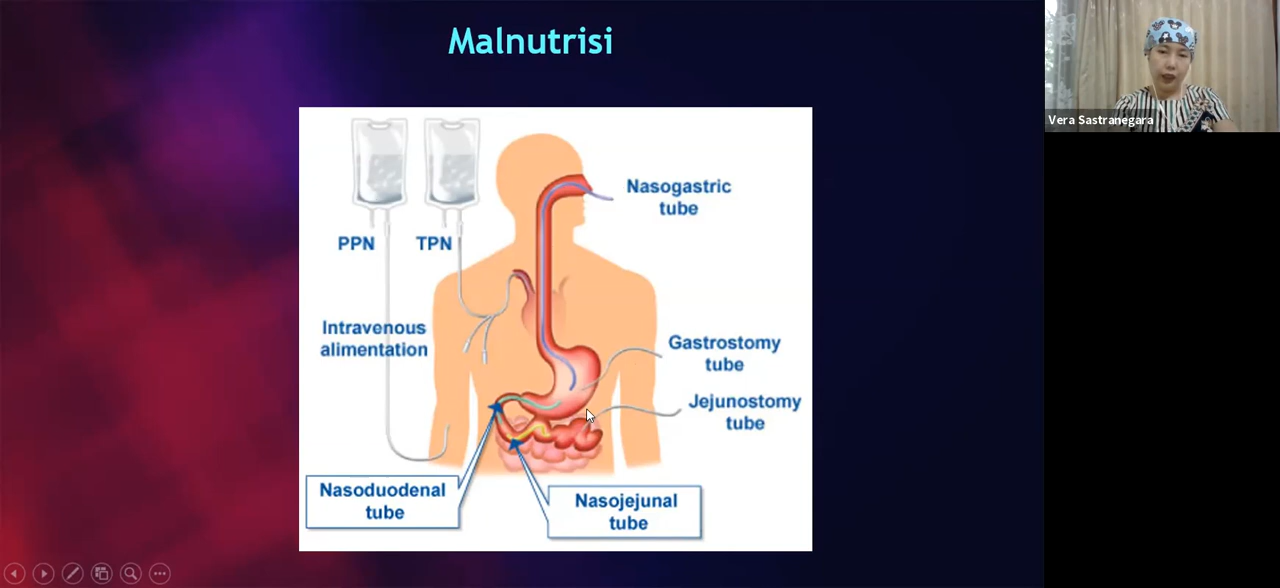 Malnutrisi
Vera Sastranegara
Nasogastric
tube
PPN
TPN
Intravenous
alimentation
Gastrostomy
tube
Jejunostomy
tube
Nasoduodenal
tube
Nasojejunal
tube